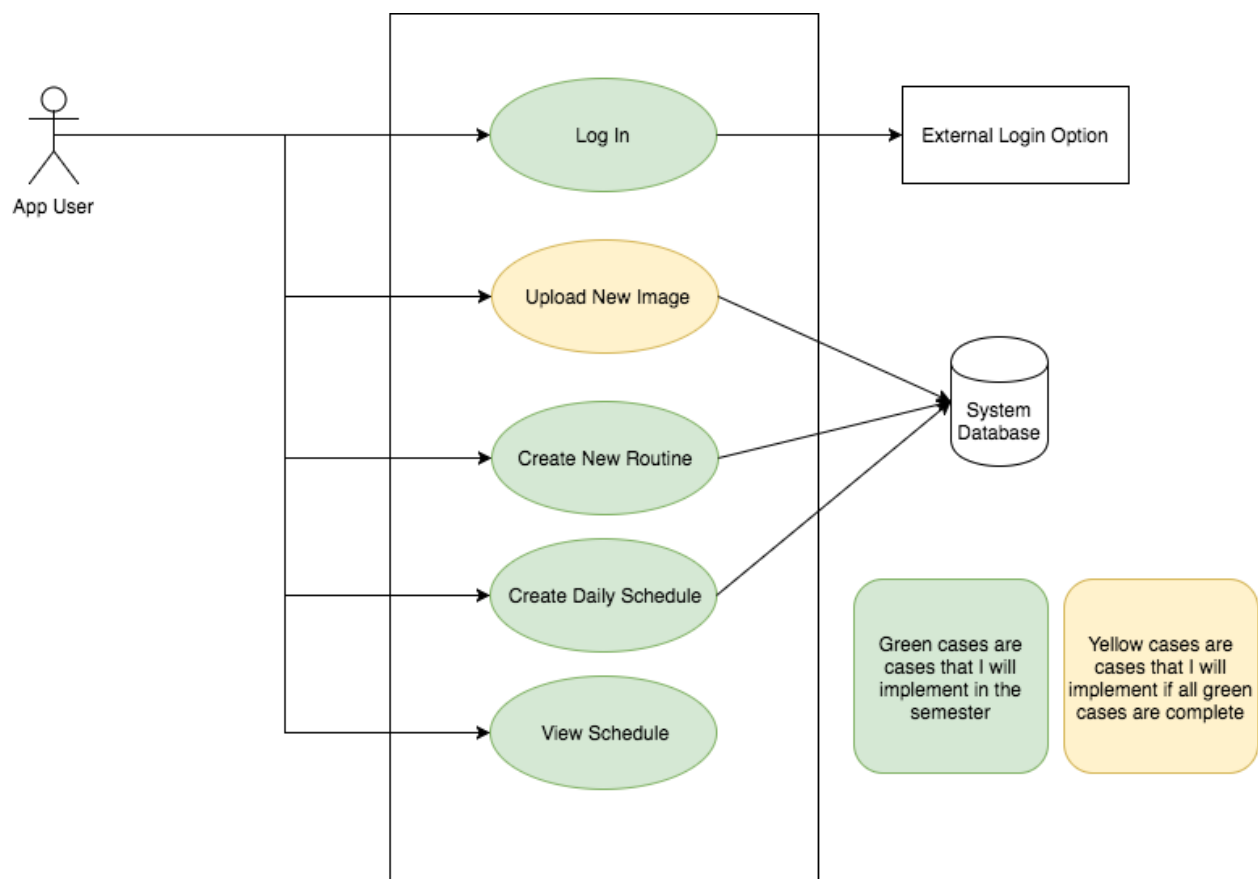 Log In
External Login Option
App User
Upload New Image
System
Database
Create New Routine
Create Daily Schedule
View Schedule
Green cases are
cases that I will
implement in the
semester
Yellow cases are
cases that I will
implement if all green
cases are complete